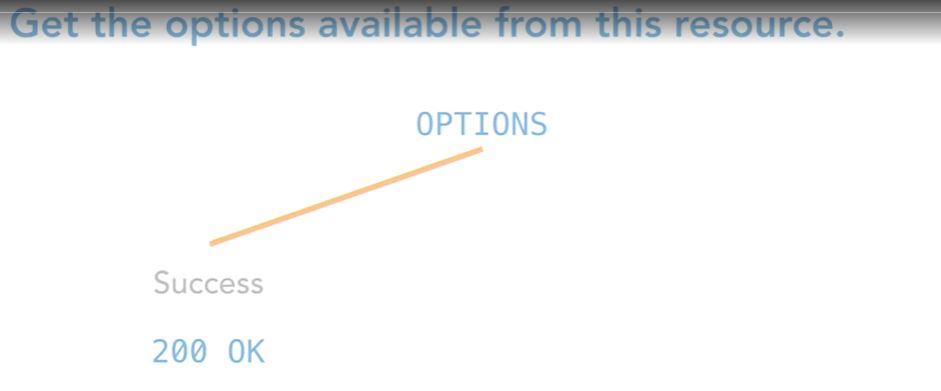 Get the options available from this resource.
OPTIONS
Success
200 OK